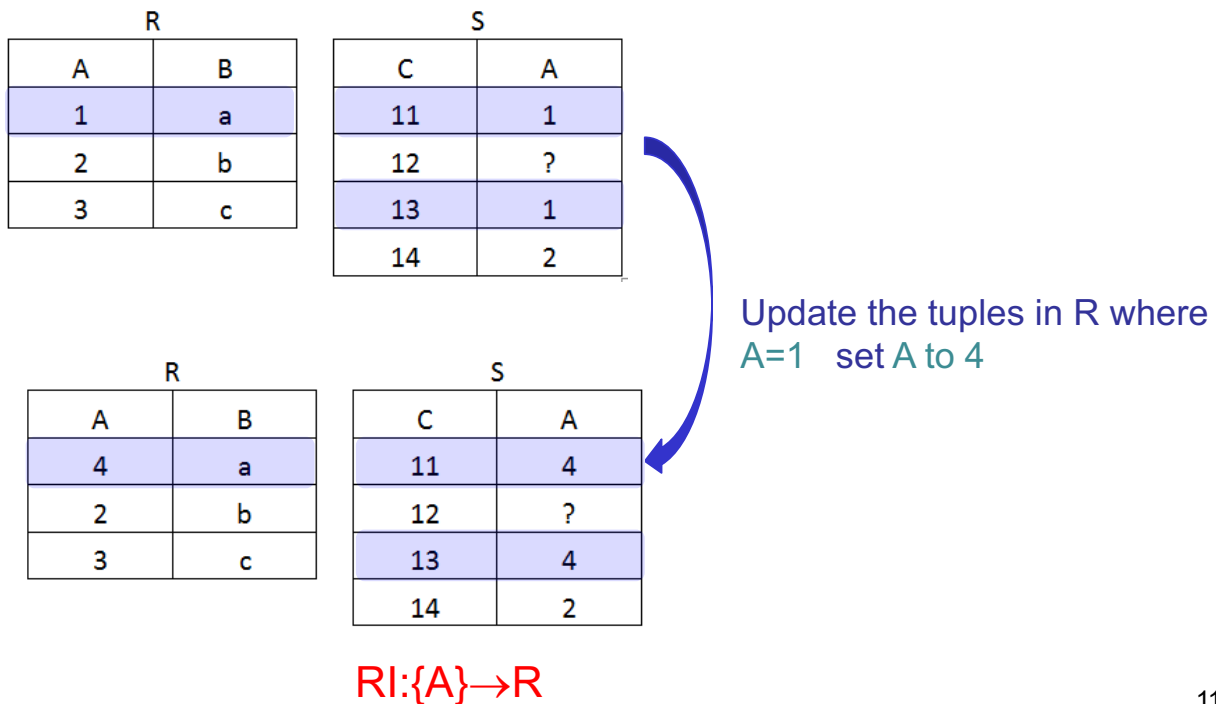 R S
A B C A
1 a 11 1
2 b 12 ?
3 c 13 1
14 2
Update the tuples in R where
A=1 set A to 4
R S
A B C A
4 a 11 4
2 b 12 ?
3 c 13 4
14 2
RI:{A}→R
11